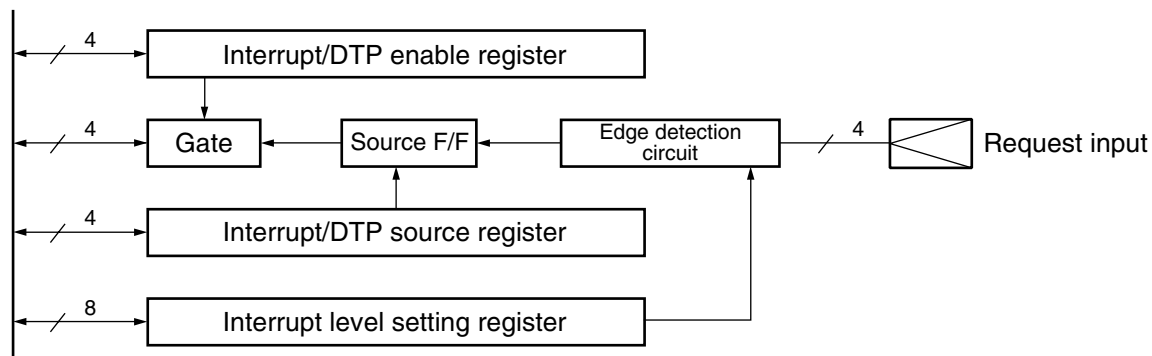 4
Interrupt/DTP enable register
4
Gate
Source F/F
Edge detection
circuit
4
Request input
4
Interrupt/DTP source register
8
Interrupt level setting register